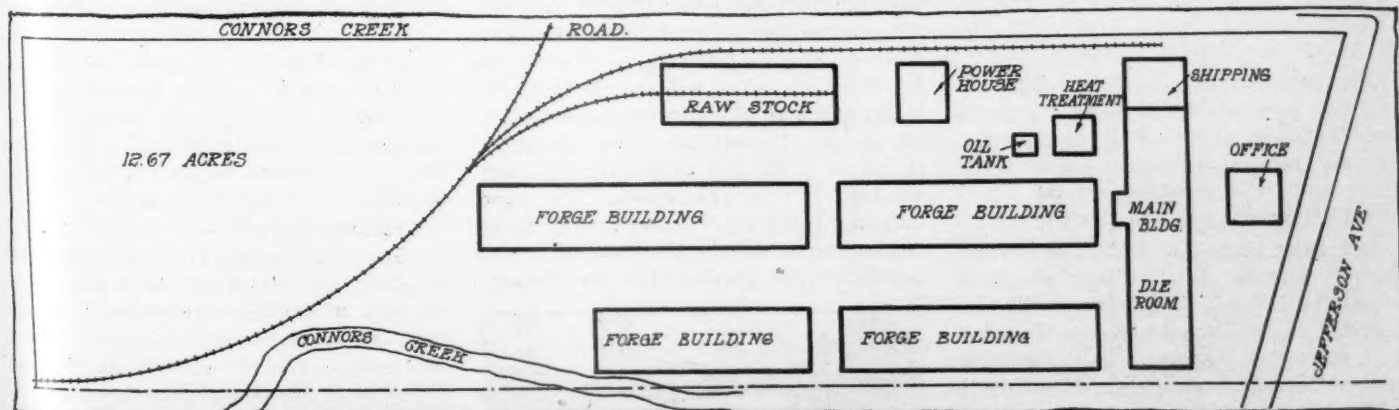 CONNORS CREEK ROAD.
POWER
HOUSE
SHIPPING
HEAT
TREATMENT
RAW STOCK
OIL
TANK
OFFICE
12.67 ACRES
FORGE BUILDING
FORGE BUILDING
MAIN
BLDG.
JEFFERSON AVE
DIE
ROOM
FORGE BUILDING
FORGE BUILDING
CONNORS CREEK